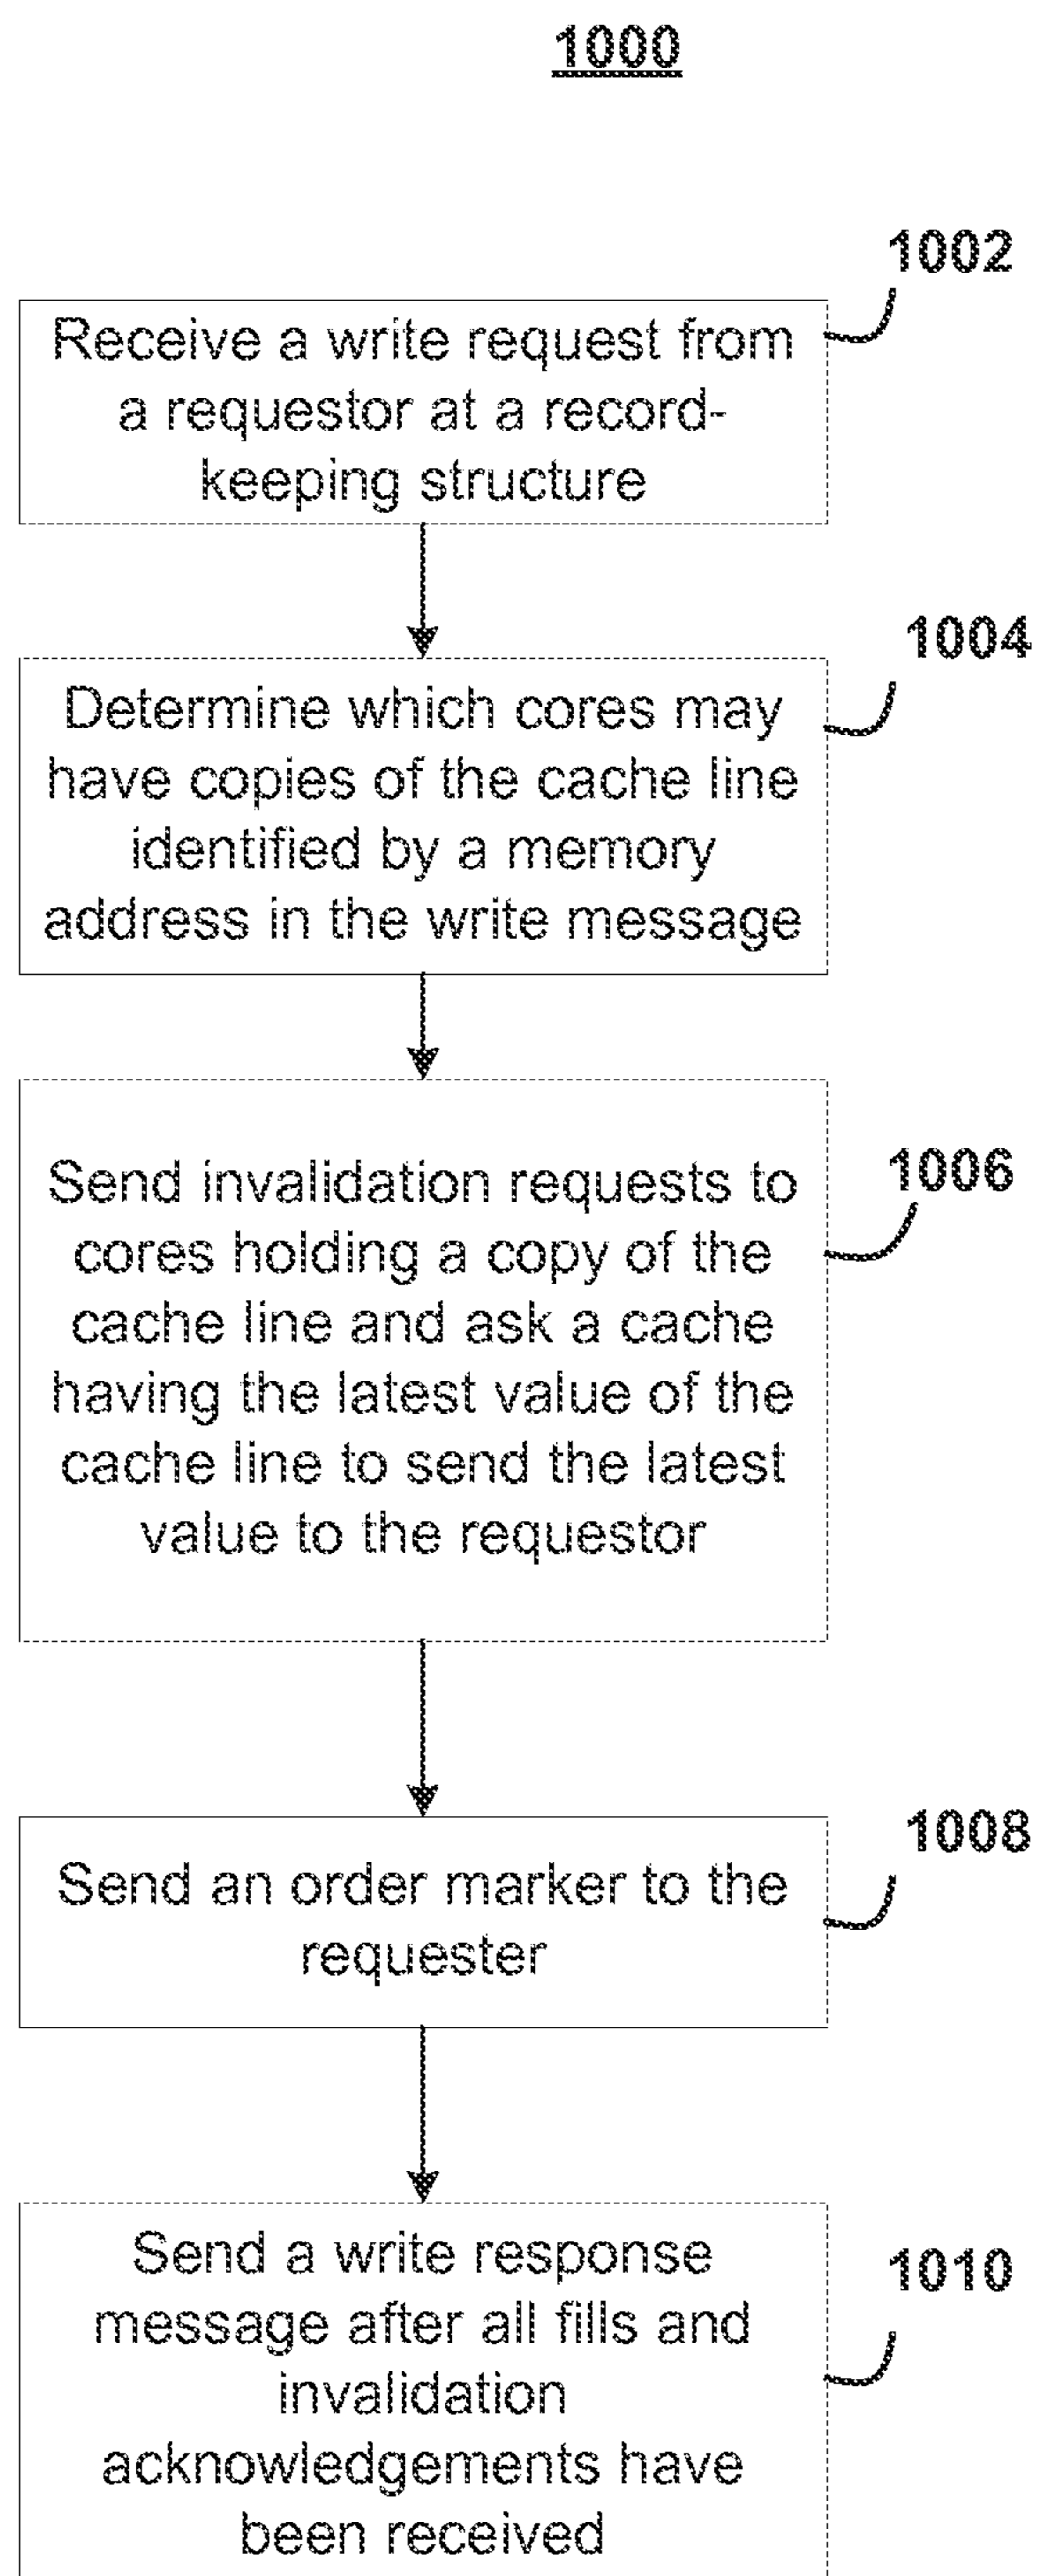 1000
1002
Receive a write request from
a requestor at a record-
keeping structure
1004
Determine which cores may
have copies of the cache line
identified by a memory
address in the write message
1006
Send invalidation requests to
cores holding a copy of the
cache line and ask a cache
having the latest value of the
cache line to send the latest
value to the requestor
1008
Send an order marker to the
requester
1010
Send a write response
message after all fills and
invalidation
acknowledgements have
been received